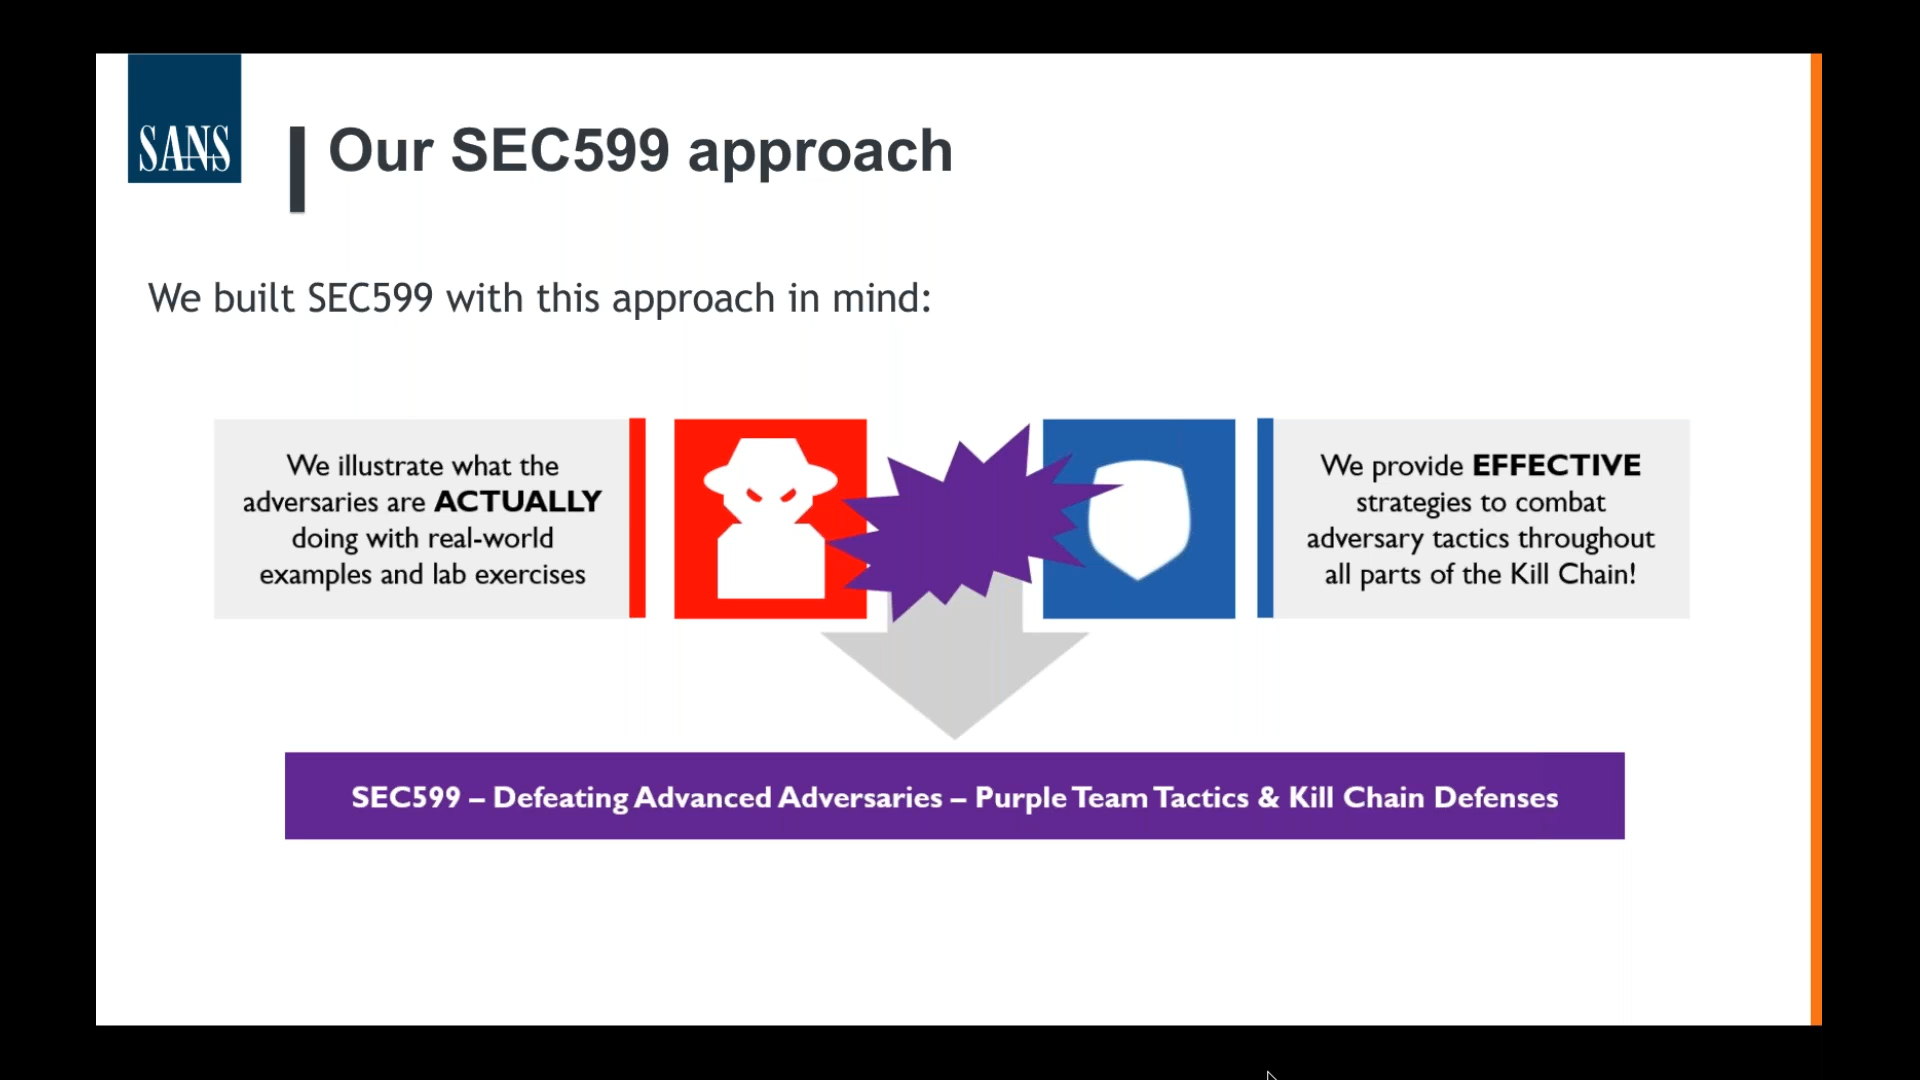 SANS
Our SEC599 approach
We built SEC599 with this approach in mind:
We illustrate what the
adversaries are ACTUALLY
doing with real-world
examples and lab exercises
We provide EFFECTIVE
strategies to combat
adversary tactics throughout
all parts of the Kill Chain!
SEC599 – Defeating Advanced Adversaries – Purple Team Tactics & Kill Chain Defenses